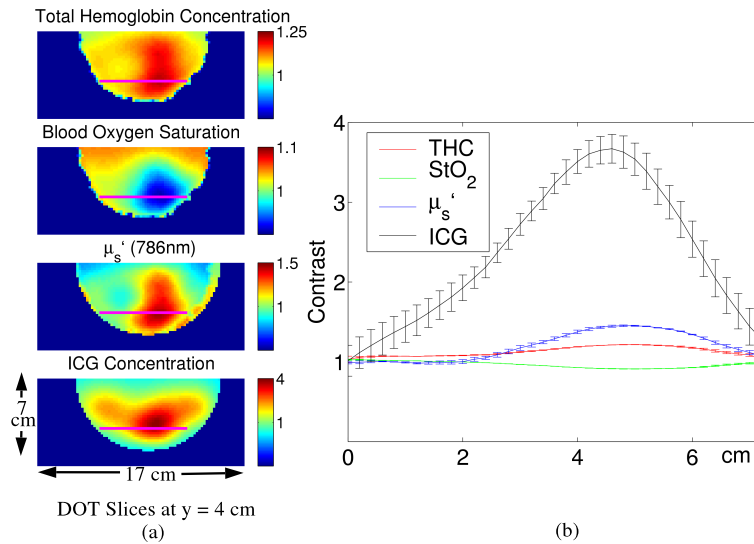 Total Hemoglobin Concentration
1.25
1
Blood Oxygen Saturation
1.1
1
μs‘ (786nm)
1.5
1
ICG Concentration
4
1
7
cm
17 cm
DOT Slices at y = 4 cm
(a)
4
3
2
1
Contrast
THC
StO2
μs‘
ICG
0
2
4
6
cm
(b)